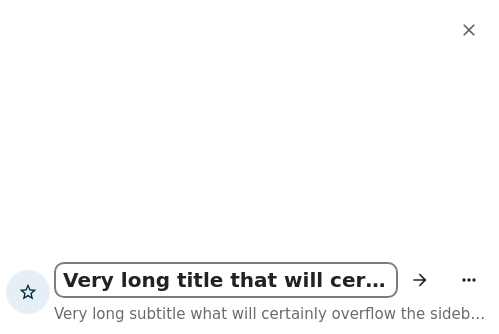 Very long title that will cer…
Very long subtitle what will certainly overflow the sideb…